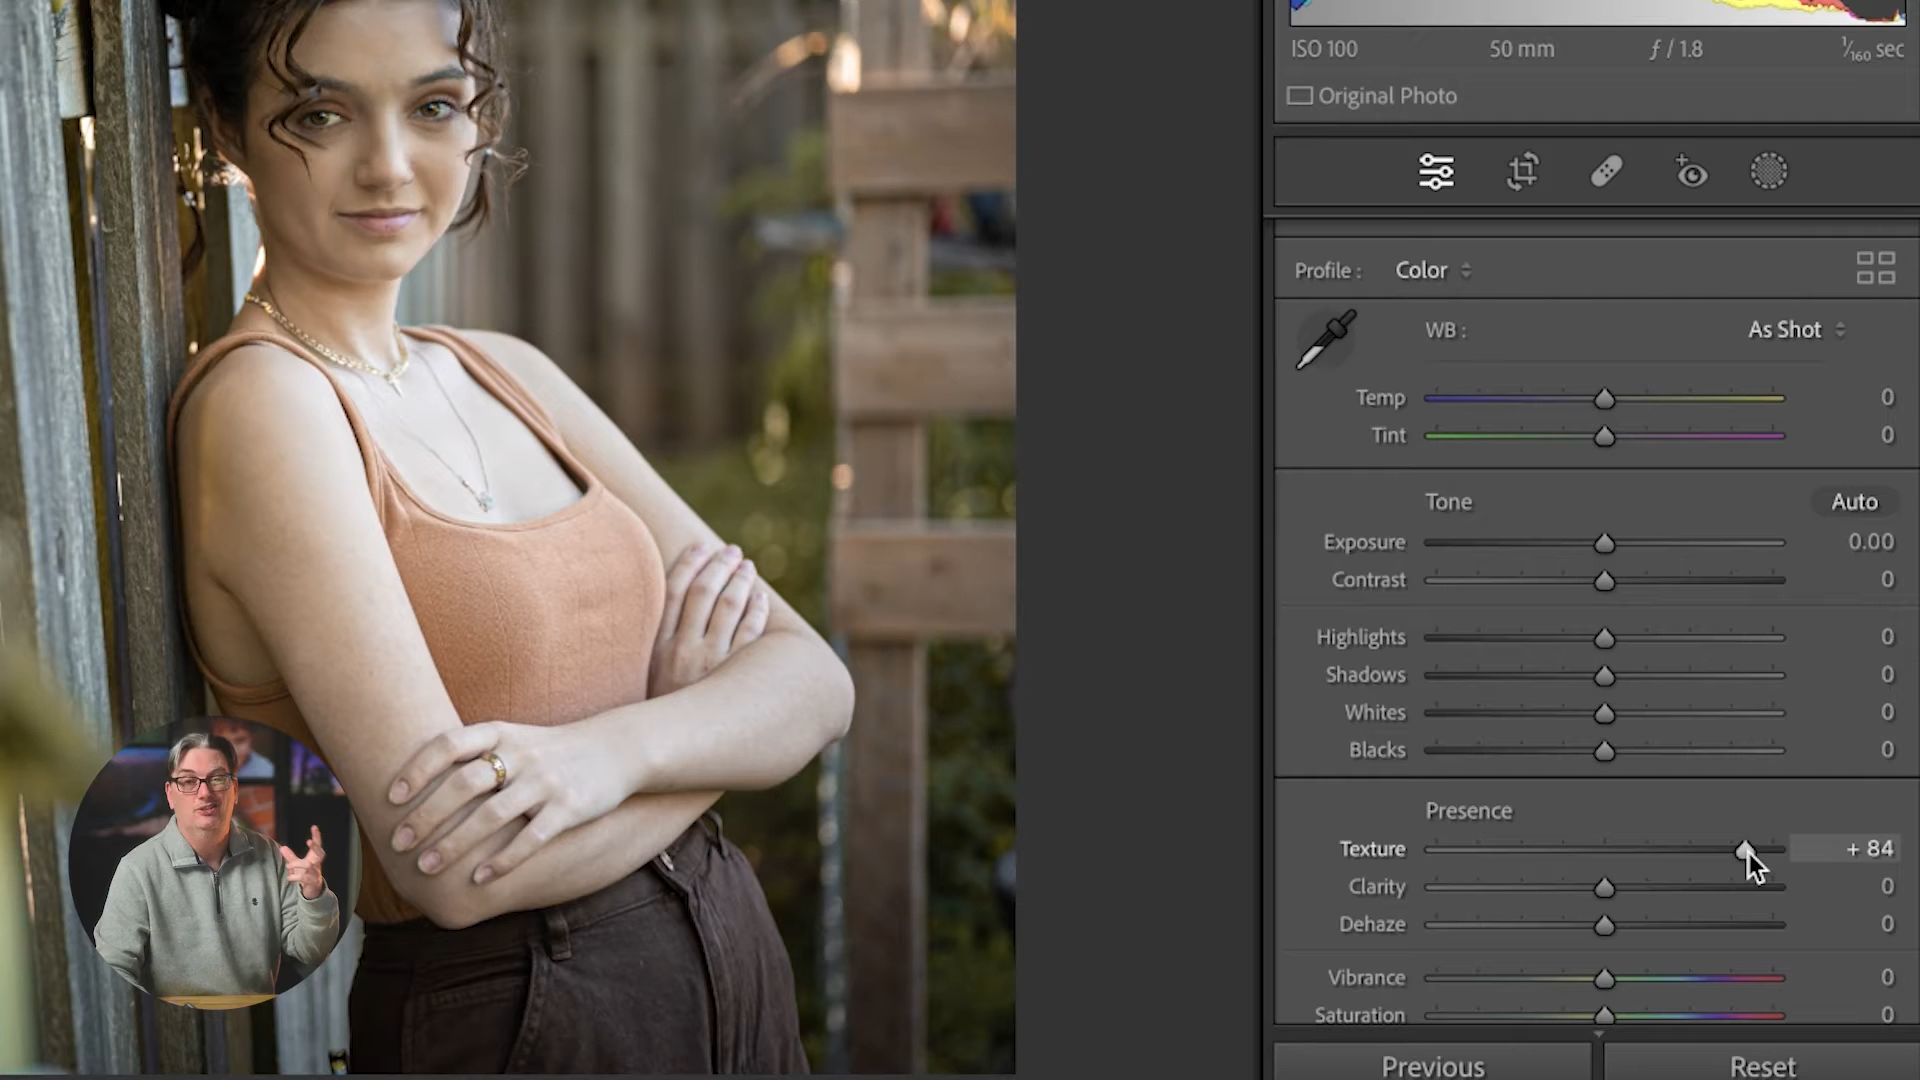 ISO 100 50 mm ƒ / 1.8 1/160 sec
Original Photo
Profile : Color
WB : As Shot
Temp 0
Tint 0
Tone Auto
Exposure 0.00
Contrast 0
Highlights 0
Shadows 0
Whites 0
Blacks 0
Presence
Texture + 84
Clarity 0
Dehaze 0
Vibrance 0
Saturation 0
Previous Reset